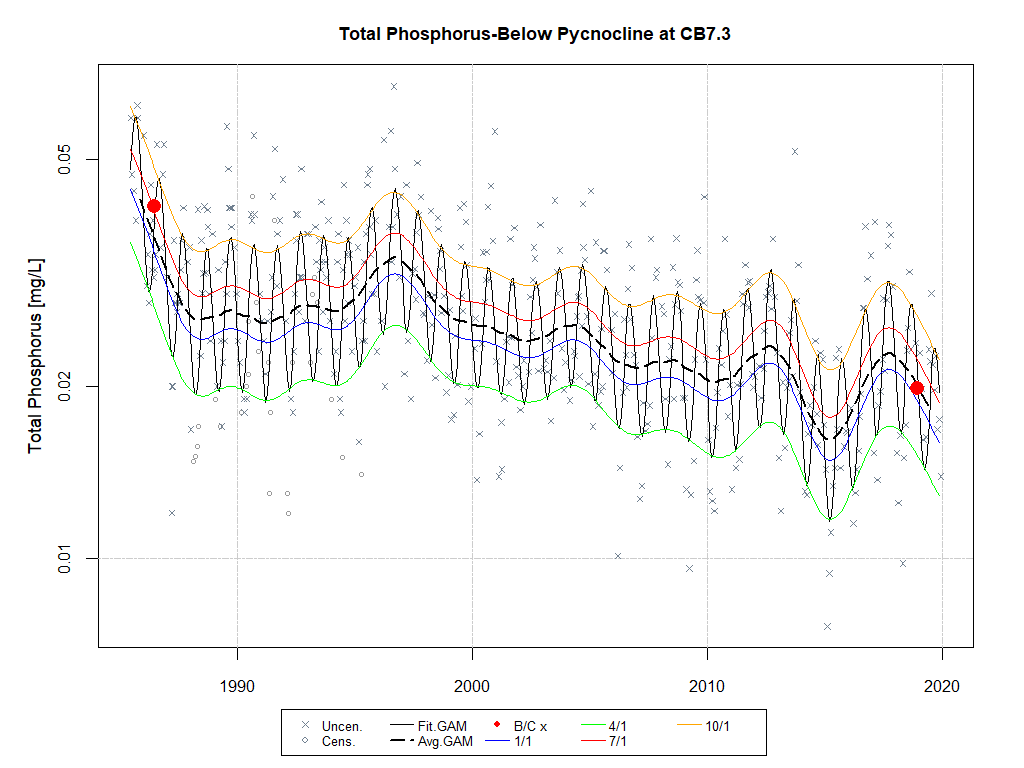 Total Phosphorus-Below Pycnocline at CB7.3
Total Phosphorus [mg/L]
0.05
0.02
0.01
1990 2000 2010 2020
Uncen. Fit.GAM B/C x 4/1 10/1
Cens. Avg.GAM 1/1 7/1